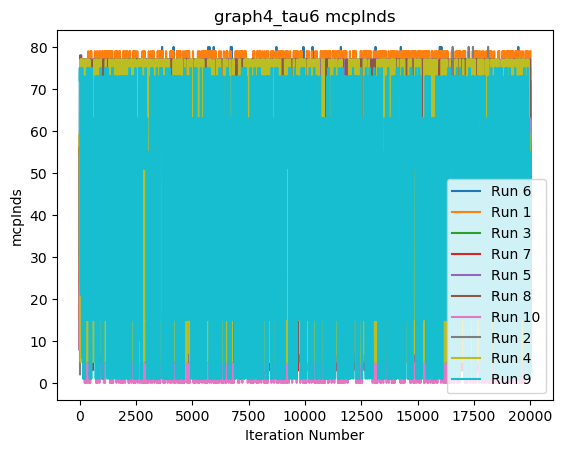 graph4_tau6 mcpInds
mcpInds
80
70
60
50
40
30
20
10
0
Run 6
Run 1
Run 3
Run 7
Run 5
Run 8
Run 10
Run 2
Run 4
Run 9
0
2500
5000
7500
10000
12500
15000
17500
20000
Iteration Number